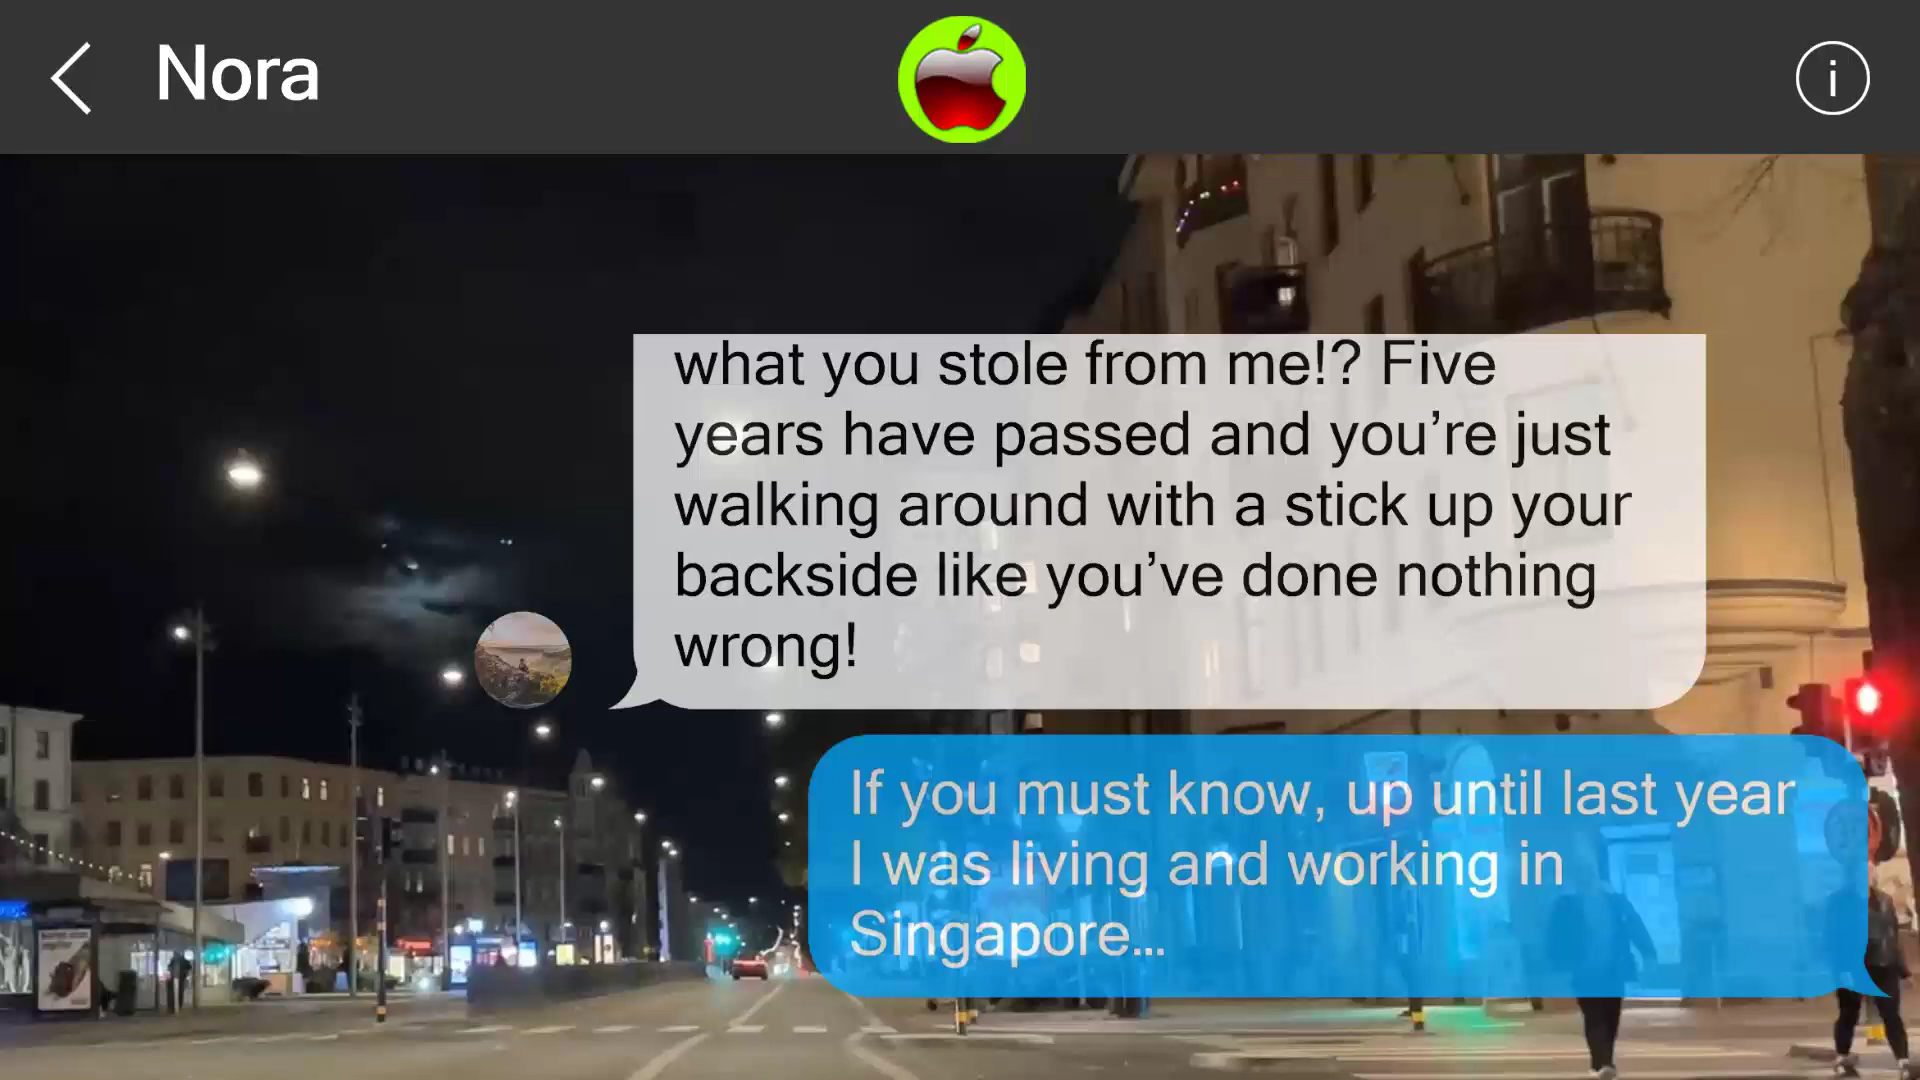 Nora
what you stole from me!? Five
years have passed and you’re just
walking around with a stick up your
backside like you’ve done nothing
wrong!
If you must know, up until last year
I was living and working in
Singapore...